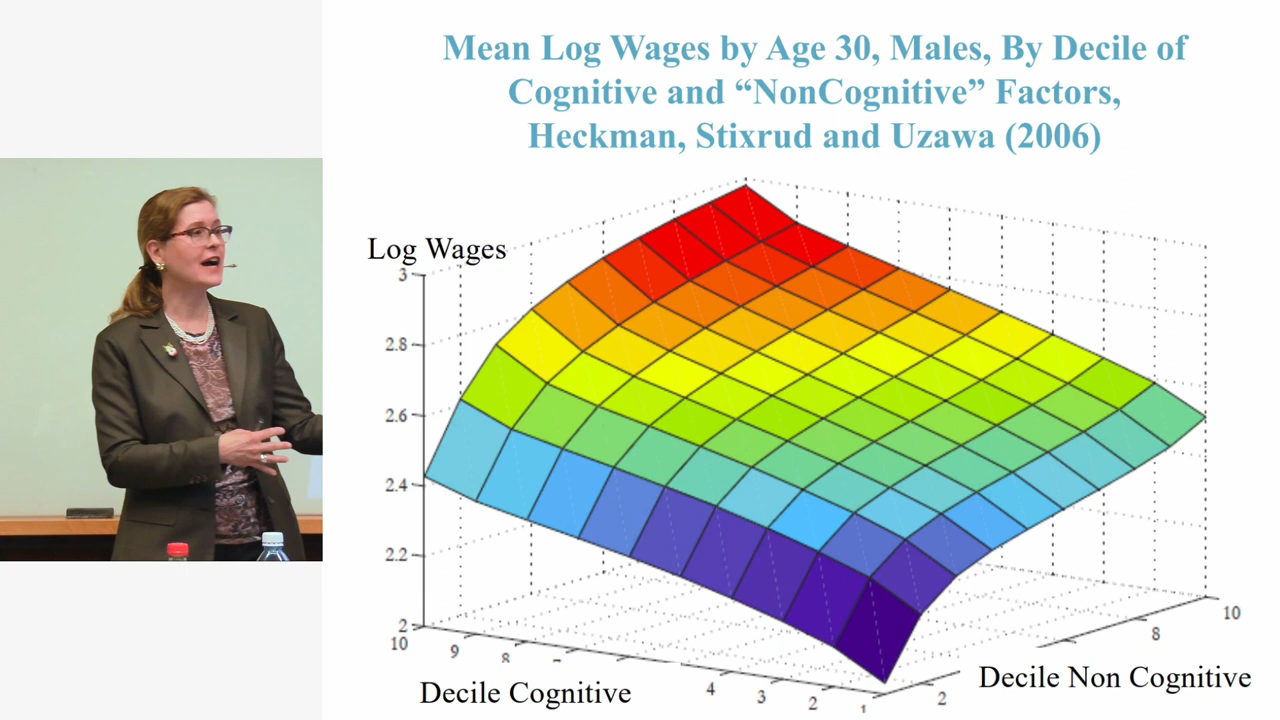 Mean Log Wages by Age 30, Males, By Decile of
Cognitive and “NonCognitive” Factors,
Heckman, Stixrud and Uzawa (2006)
Log Wages
3
2.8
2.6
2.4
2.2
2
10
9
8
4
3
2
1
2
8
10
Decile Cognitive
Decile Non Cognitive